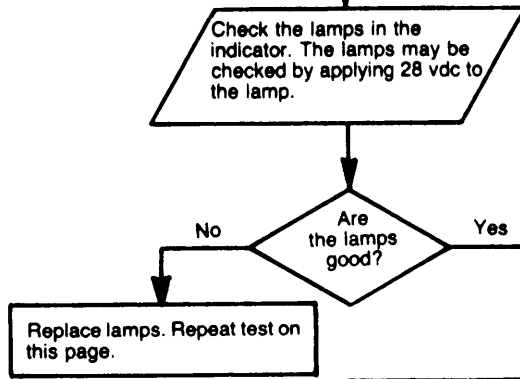 Check the lamps in the
indicator. The lamps may be
checked by applying 28 vdc to
the lamp.
Are
the lamps
good?
No
Yes
Replace lamps. Repeat test on
this page.